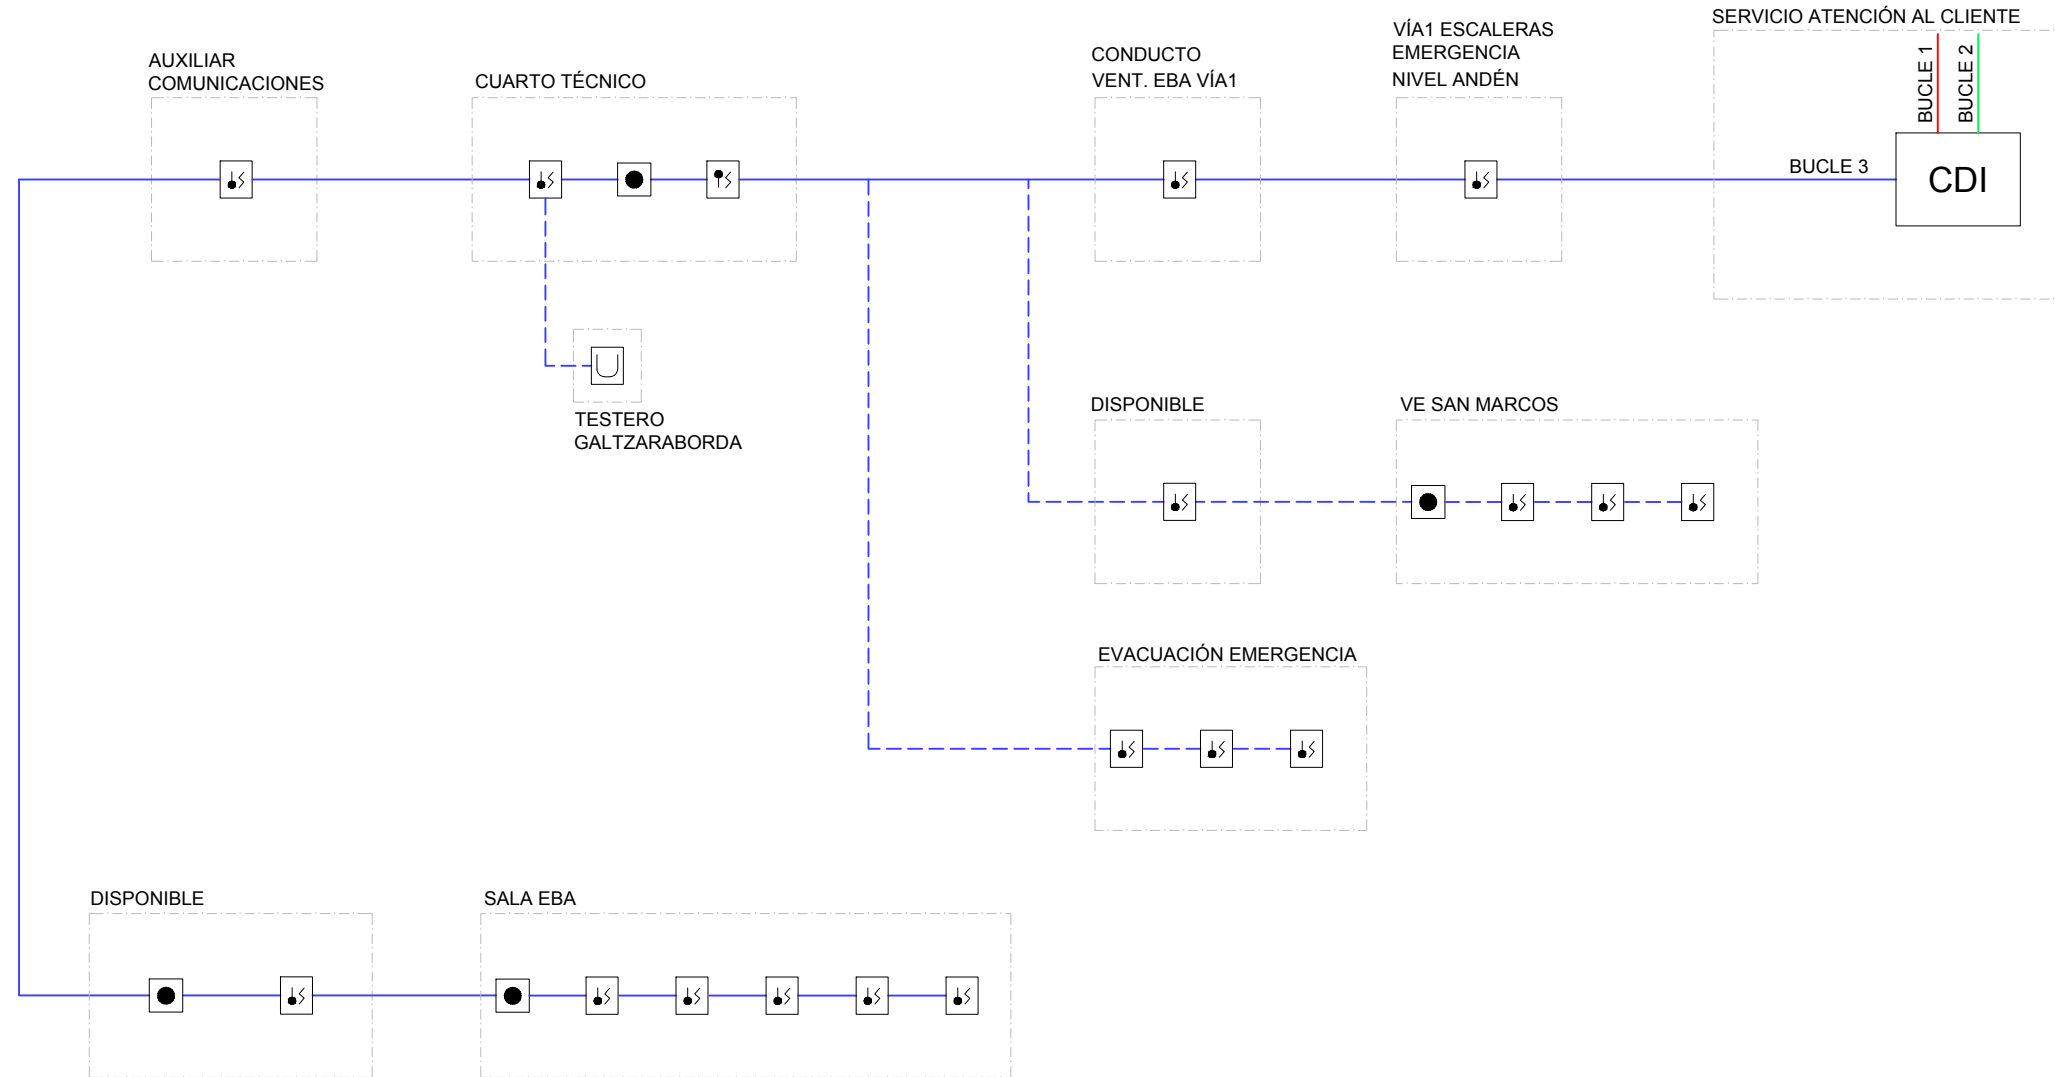 SERVICIO ATENCIÓN AL CLIENTE
AUXILIAR
COMUNICACIONES
CUARTO TÉCNICO
CONDUCTO
VENT. EBA VÍA1
VÍA1 ESCALERAS
EMERGENCIA
NIVEL ANDÉN
BUCLE 1
BUCLE 2
BUCLE 3
CDI
TESTERO
GALTZARABORDA
DISPONIBLE
VE SAN MARCOS
EVACUACIÓN EMERGENCIA
DISPONIBLE
SALA EBA